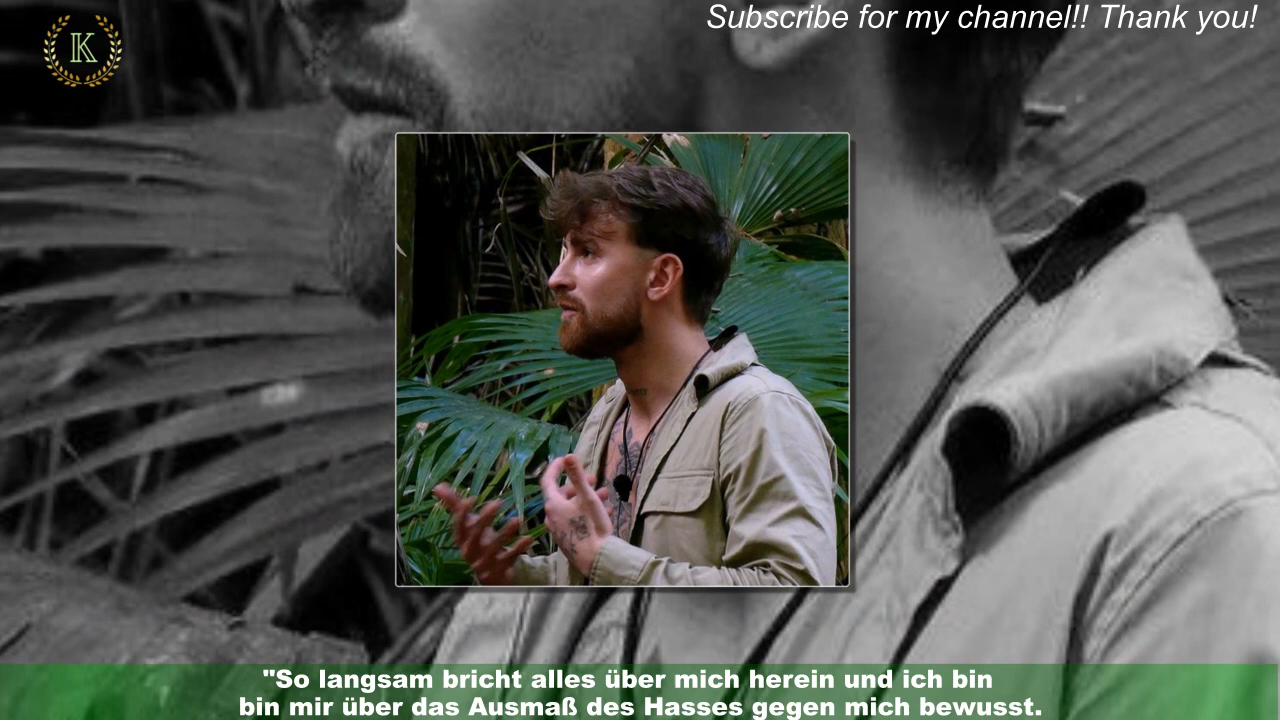 Subscribe for my channel!! Thank you!
K
"So langsam bricht alles über mich herein und ich bin
bin mir über das Ausmaß des Hasses gegen mich bewusst.